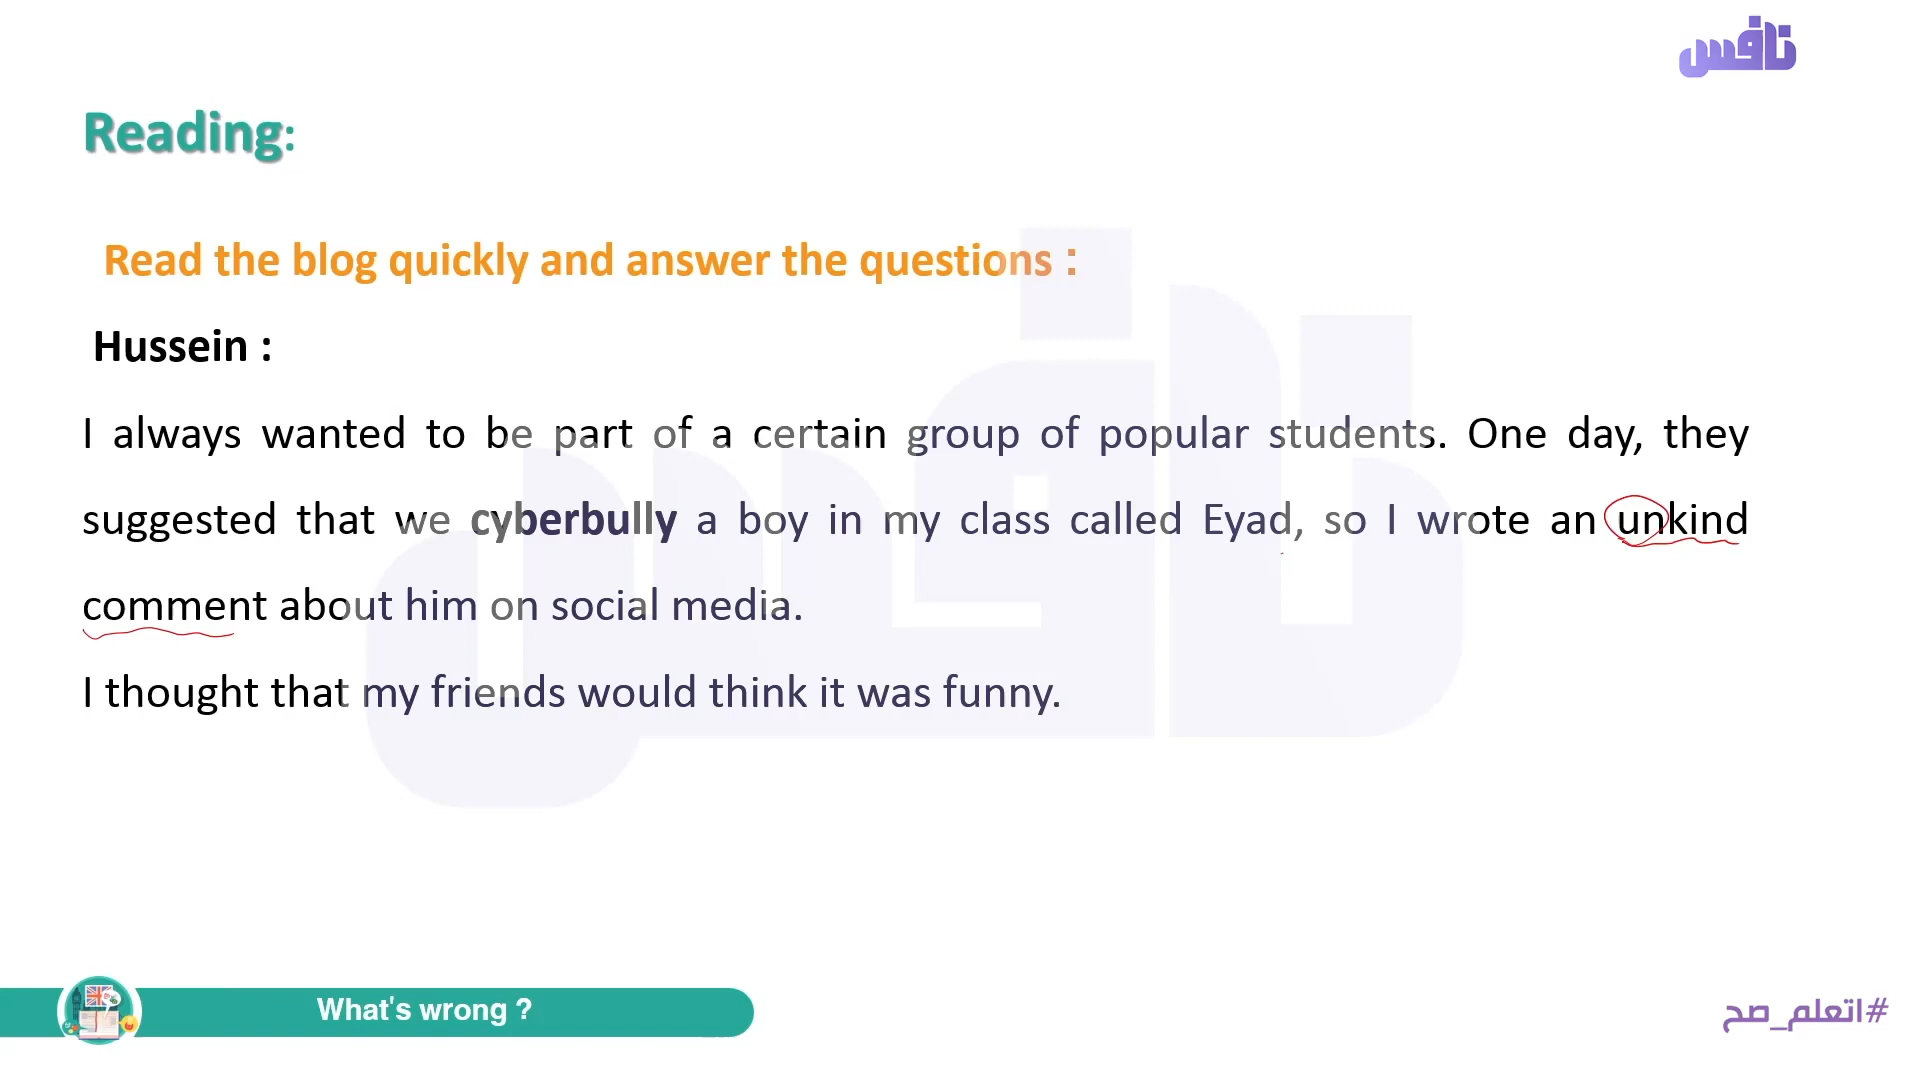 نافس
Reading:
Read the blog quickly and answer the questions :
Hussein :
I always wanted to be part of a certain group of popular students. One day, they
suggested that we cyberbully a boy in my class called Eyad, so I wrote an unkind
comment about him on social media.
I thought that my friends would think it was funny.
What's wrong ?
#اتعلم_صح